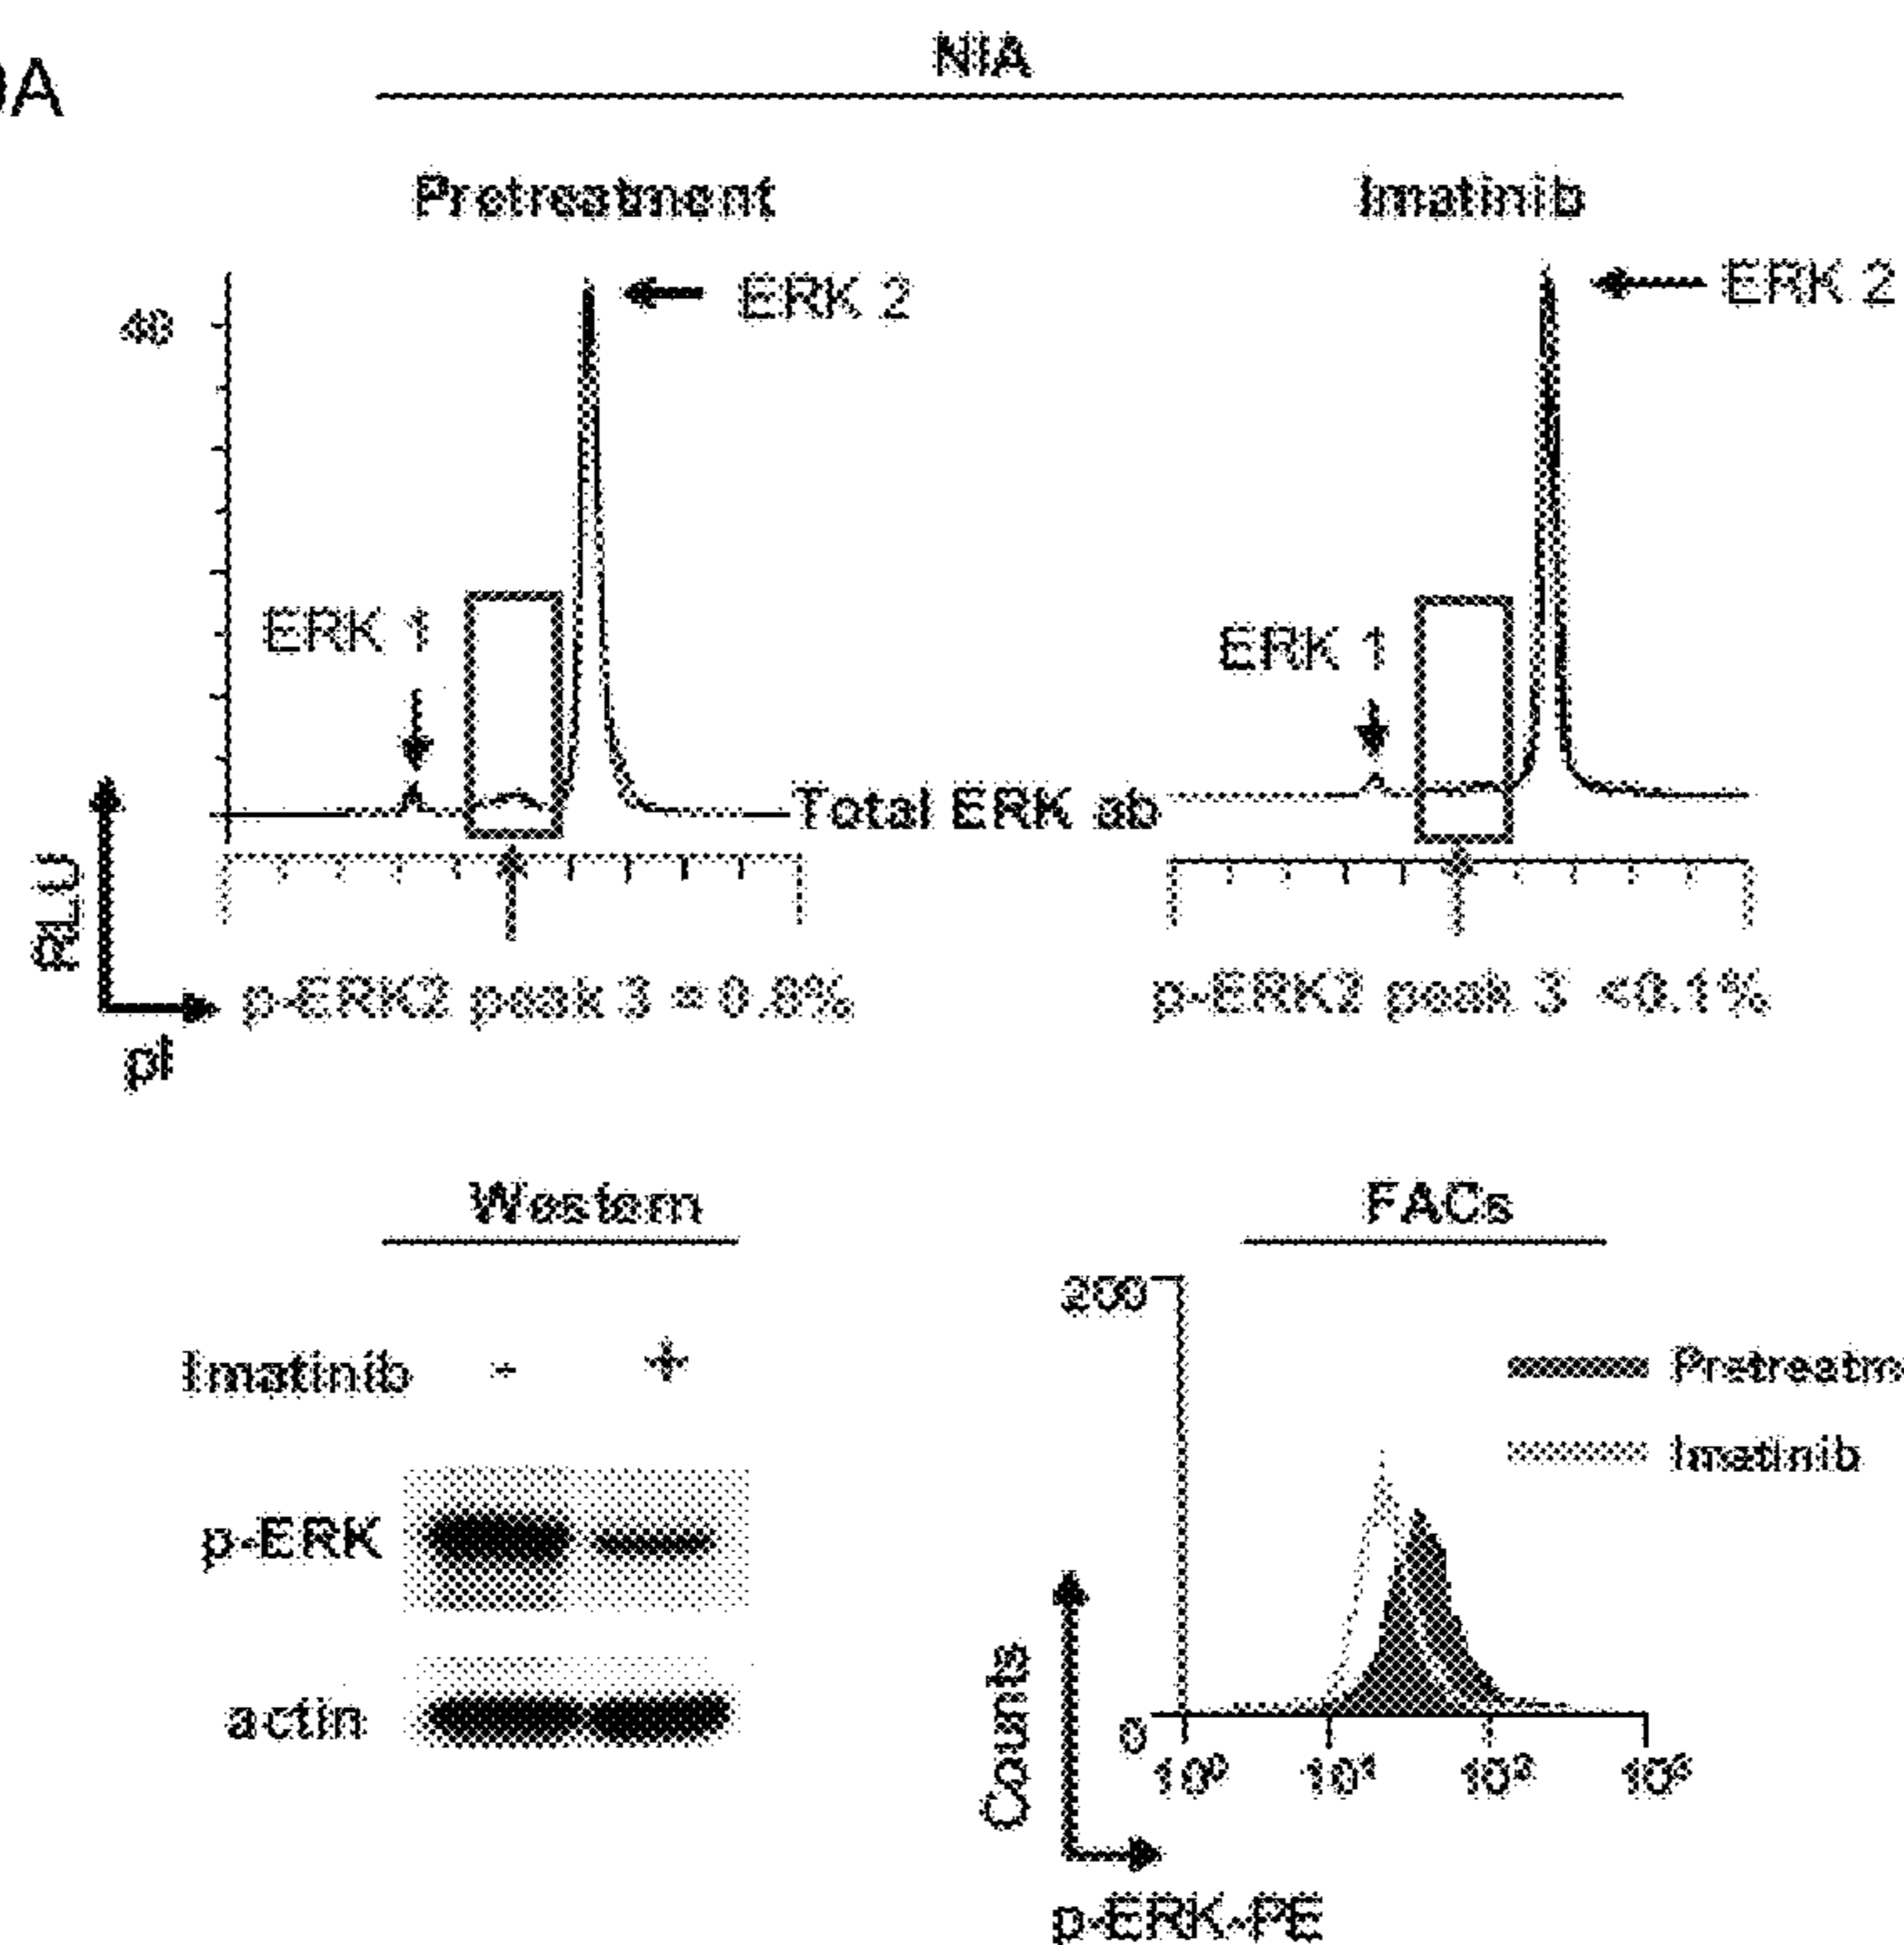 NIA
Pretreatment Imatinib
ERK 2 ERK 2
ERK 1 ERK 1
Total ERK ab
RLU
pI
p-ERK2 peak 3 = 0.8% p-ERK2 peak 3 <0.1%
Western FACs
200
Imatinib - +
Pretreatm
Imatinib
p-ERK
actin
Counts
0
10⁰ 10¹ 10² 10³
p-ERK-PE